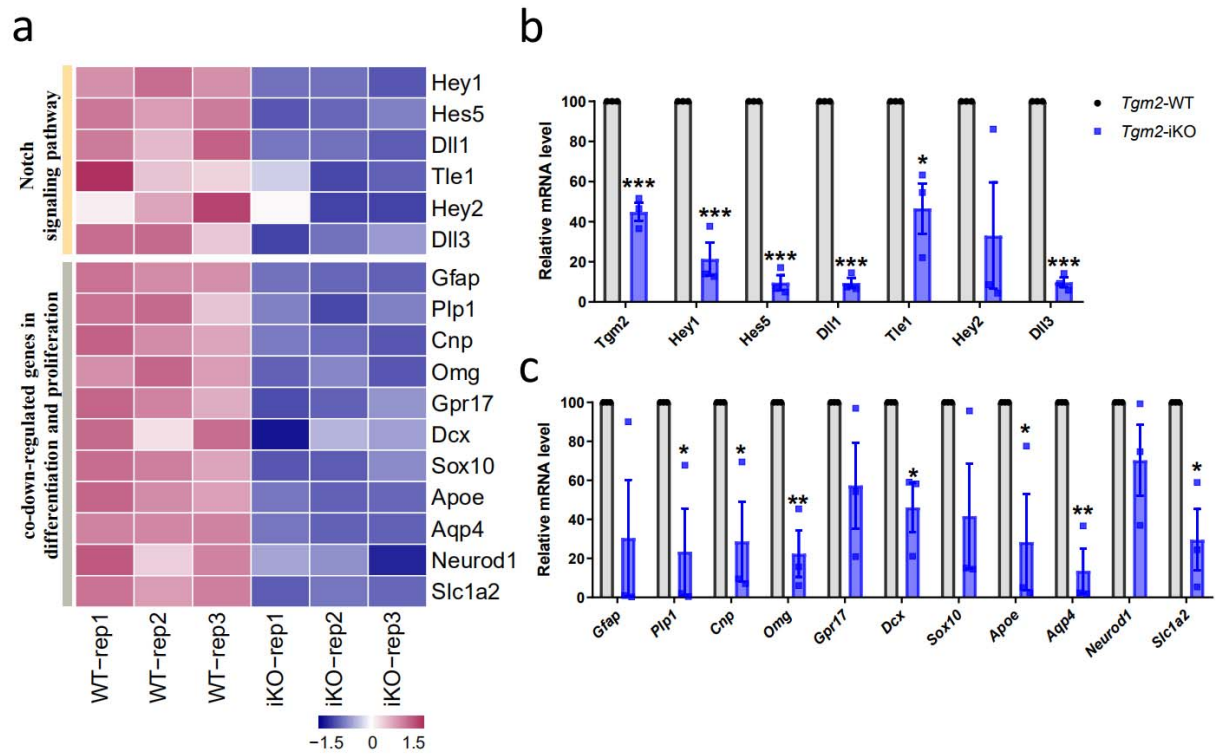 a
Notch
signaling pathway
Hey1
Hes5
Dll1
Tle1
Hey2
Dll3
co-down-regulated genes in
differentiation and proliferation
Gfap
Plp1
Cnp
Omg
Gpr17
Dcx
Sox10
Apoe
Aqp4
Neurod1
Slc1a2
WT−rep1
WT−rep2
WT−rep3
iKO−rep1
iKO−rep2
iKO−rep3
−1.5 0 1.5
b
Relative mRNA level
100
80
60
40
20
0
*** *** *** *** * ***
Tgm2 Hey1 Hes5 Dll1 Tle1 Hey2 Dll3
Tgm2-WT
Tgm2-iKO
c
Relative mRNA level
100
80
60
40
20
0
* * ** * * ** *
Gfap Plp1 Cnp Omg Gpr17 Dcx Sox10 Apoe Aqp4 Neurod1 Slc1a2